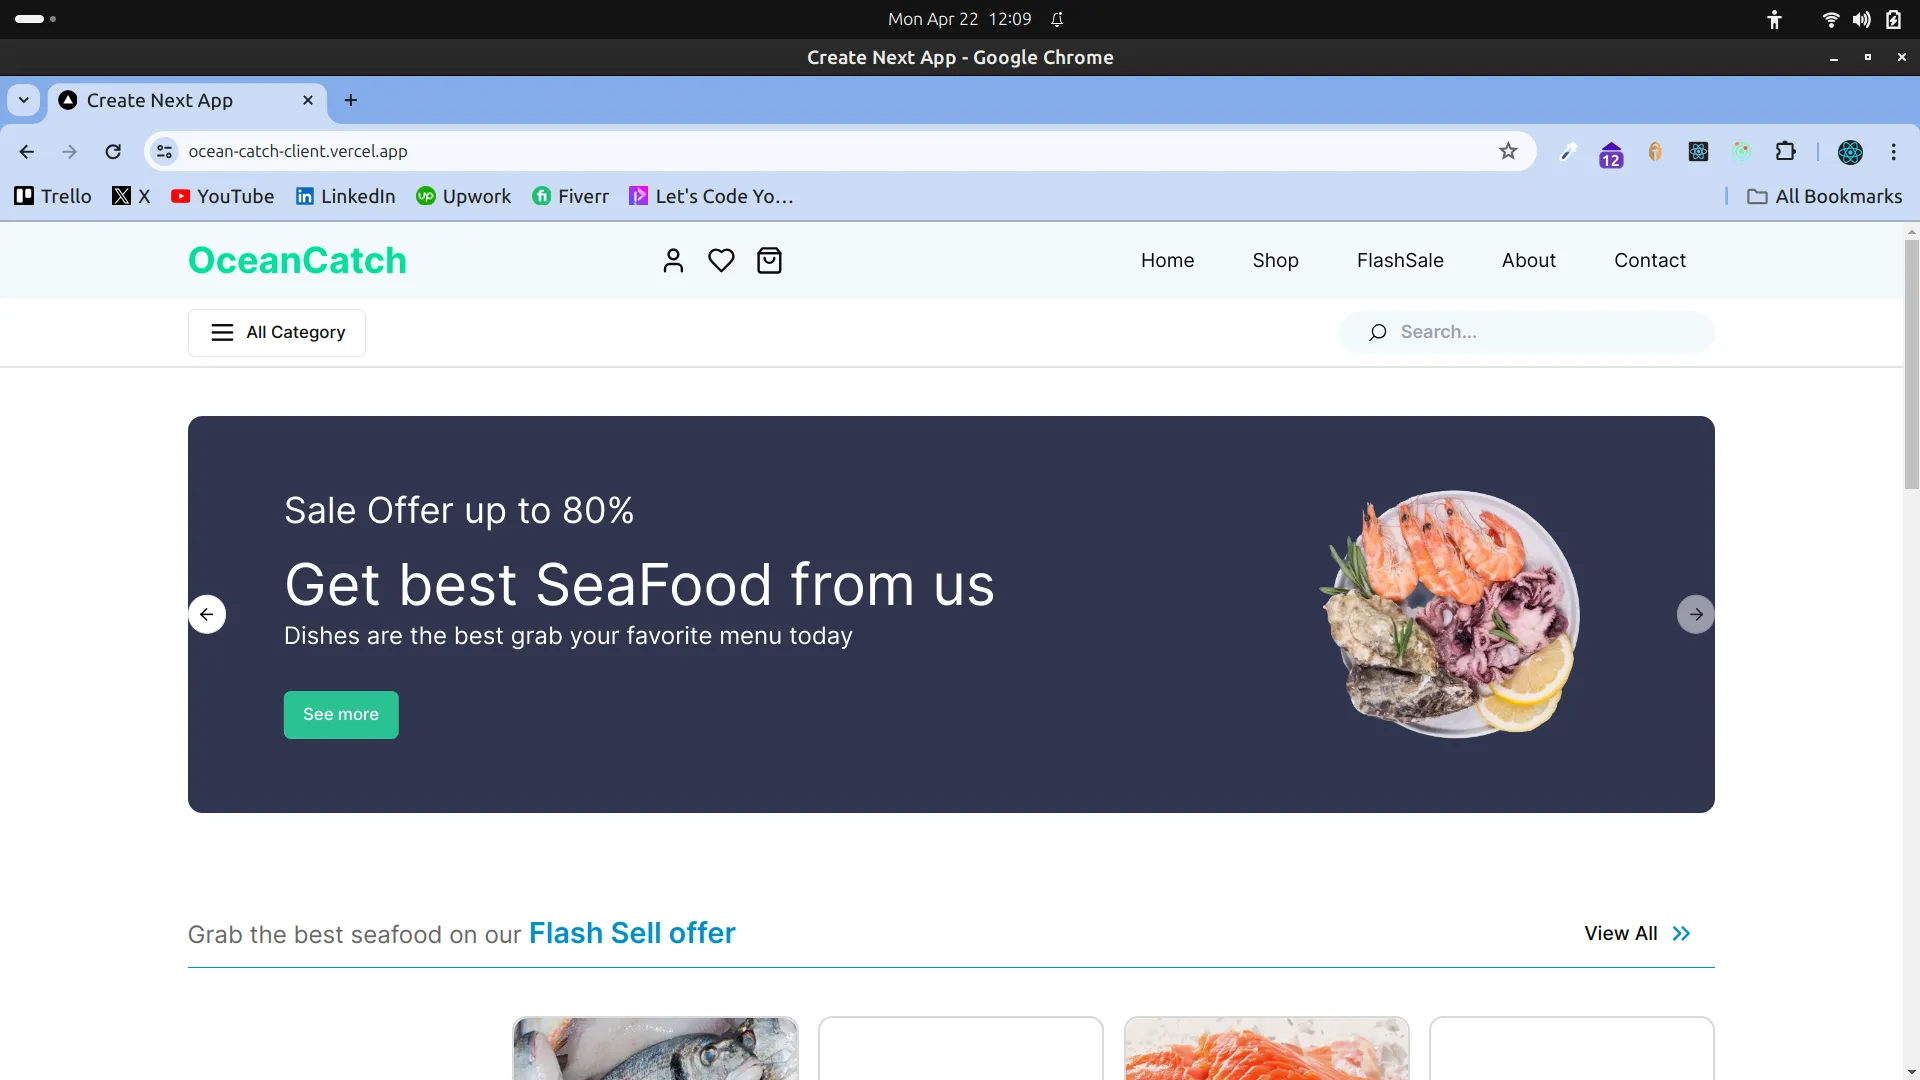 Mon Apr 22 12:09
Create Next App - Google Chrome
Create Next App
ocean-catch-client.vercel.app
12
Trello X YouTube LinkedIn Upwork Fiverr Let's Code Yo... All Bookmarks
OceanCatch Home Shop FlashSale About Contact
All Category Search...
Sale Offer up to 80%
Get best SeaFood from us
Dishes are the best grab your favorite menu today
See more
Grab the best seafood on our Flash Sell offer View All